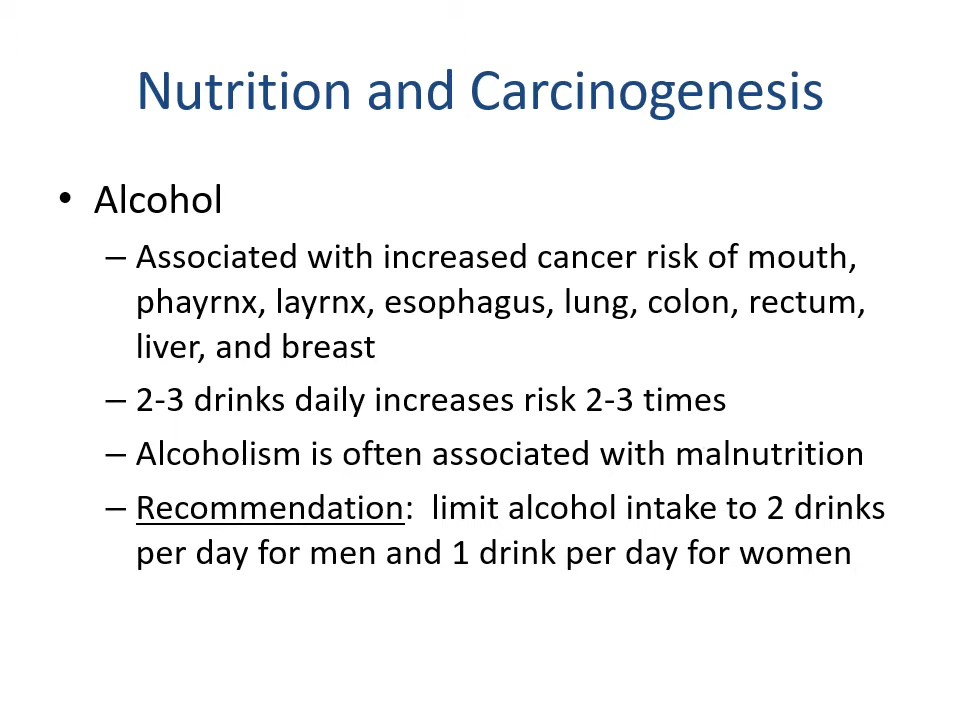 Nutrition and Carcinogenesis
• Alcohol
– Associated with increased cancer risk of mouth,
phayrnx, layrnx, esophagus, lung, colon, rectum,
liver, and breast
– 2-3 drinks daily increases risk 2-3 times
– Alcoholism is often associated with malnutrition
– Recommendation:  limit alcohol intake to 2 drinks
per day for men and 1 drink per day for women